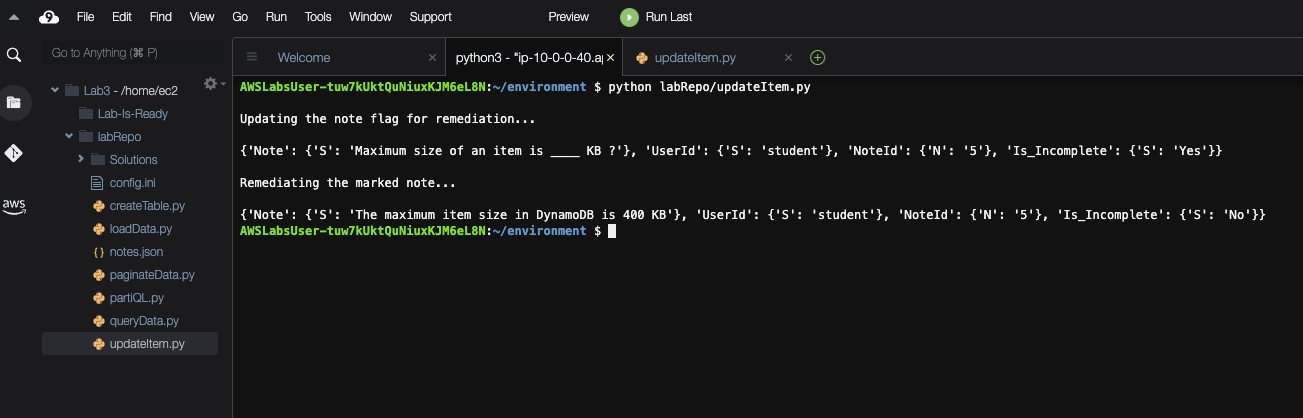 File Edit Find View Go Run Tools Window Support Preview Run Last
Go to Anything (⌘ P)
Welcome
python3 - "ip-10-0-0-40.ap
updateItem.py
Lab3 - /home/ec2
Lab-Is-Ready
labRepo
Solutions
config.ini
createTable.py
loadData.py
notes.json
paginateData.py
partiQL.py
queryData.py
updateItem.py
aws
AWSLabsUser-tuw7kUktQuNiuxKJM6eL8N:~/environment $ python labRepo/updateItem.py
Updating the note flag for remediation...
{'Note': {'S': 'Maximum size of an item is ____ KB ?'}, 'UserId': {'S': 'student'}, 'NoteId': {'N': '5'}, 'Is_Incomplete': {'S': 'Yes'}}
Remediating the marked note...
{'Note': {'S': 'The maximum item size in DynamoDB is 400 KB'}, 'UserId': {'S': 'student'}, 'NoteId': {'N': '5'}, 'Is_Incomplete': {'S': 'No'}}
AWSLabsUser-tuw7kUktQuNiuxKJM6eL8N:~/environment $